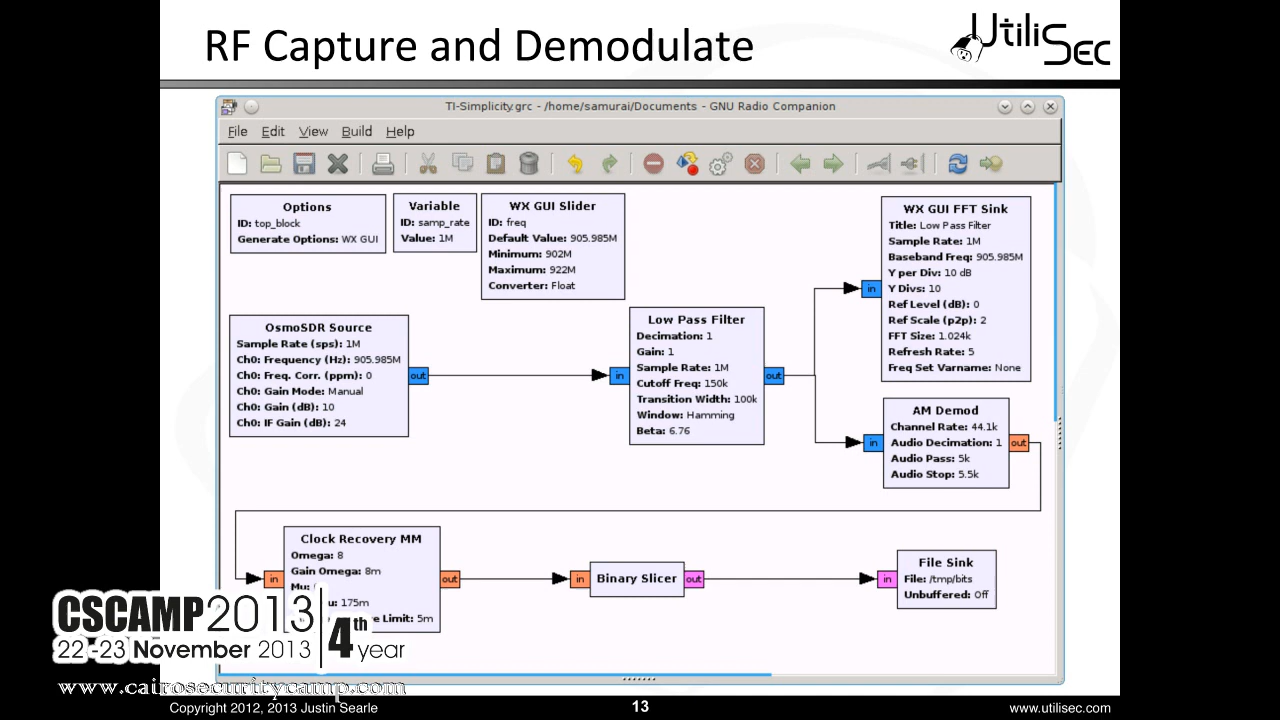 RF Capture and Demodulate
UtiliSec
TI-Simplicity.grc - /home/samurai/Documents - GNU Radio Companion
File Edit View Build Help
Options
ID: top_block
Generate Options: WX GUI
Variable
ID: samp_rate
Value: 1M
WX GUI Slider
ID: freq
Default Value: 905.985M
Minimum: 902M
Maximum: 922M
Converter: Float
WX GUI FFT Sink
Title: Low Pass Filter
Sample Rate: 1M
Baseband Freq: 905.985M
Y per Div: 10 dB
Y Divs: 10
Ref Level (dB): 0
Ref Scale (p2p): 2
FFT Size: 1.024k
Refresh Rate: 5
Freq Set Varname: None
in
OsmoSDR Source
Sample Rate (sps): 1M
Ch0: Frequency (Hz): 905.985M
Ch0: Freq. Corr. (ppm): 0
Ch0: Gain Mode: Manual
Ch0: Gain (dB): 10
Ch0: IF Gain (dB): 24
out
in
Low Pass Filter
Decimation: 1
Gain: 1
Sample Rate: 1M
Cutoff Freq: 150k
Transition Width: 100k
Window: Hamming
Beta: 6.76
out
in
AM Demod
Channel Rate: 44.1k
Audio Decimation: 1
Audio Pass: 5k
Audio Stop: 5.5k
out
in
Clock Recovery MM
Omega: 8
Gain Omega: 8m
Mu:
u: 175m
e Limit: 5m
out
in
Binary Slicer
out
in
File Sink
File: /tmp/bits
Unbuffered: Off
CSCAMP2013
22-23 November 2013
4th year
www.cairosecuritycamp.com
Copyright 2012, 2013 Justin Searle
13
www.utilisec.com